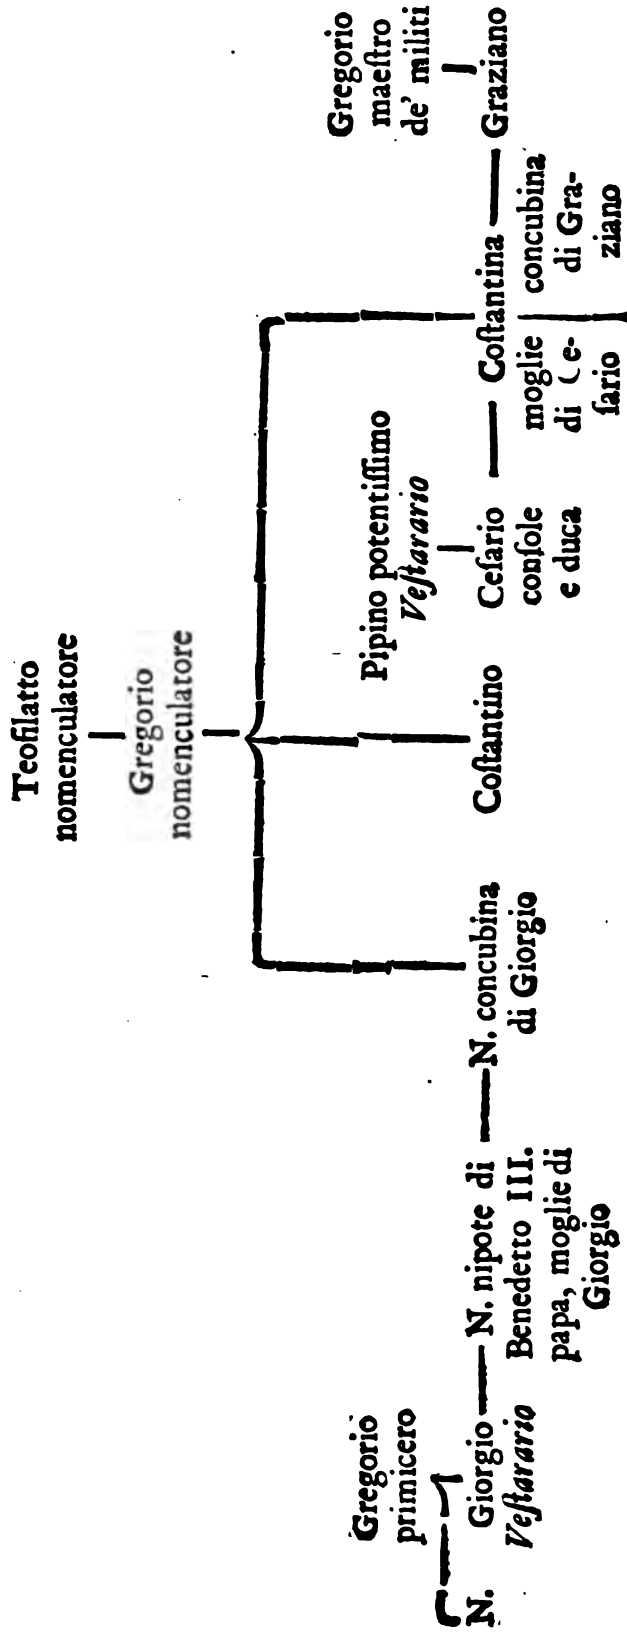 Teofilatto
nomenculatore
Gregorio
nomenculatore
Gregorio
primicero
N.
Giorgio
Veſtarario
N. nipote di
Benedetto III.
papa, moglie di
Giorgio
N. concubina
di Giorgio
Coſtantino
Pipino potentiſſimo
Veſtarario
Ceſario
conſole
e duca
Coſtantina
moglie
di Ce-
ſario
concubina
di Gra-
ziano
Gregorio
maeſtro
de' militi
Graziano